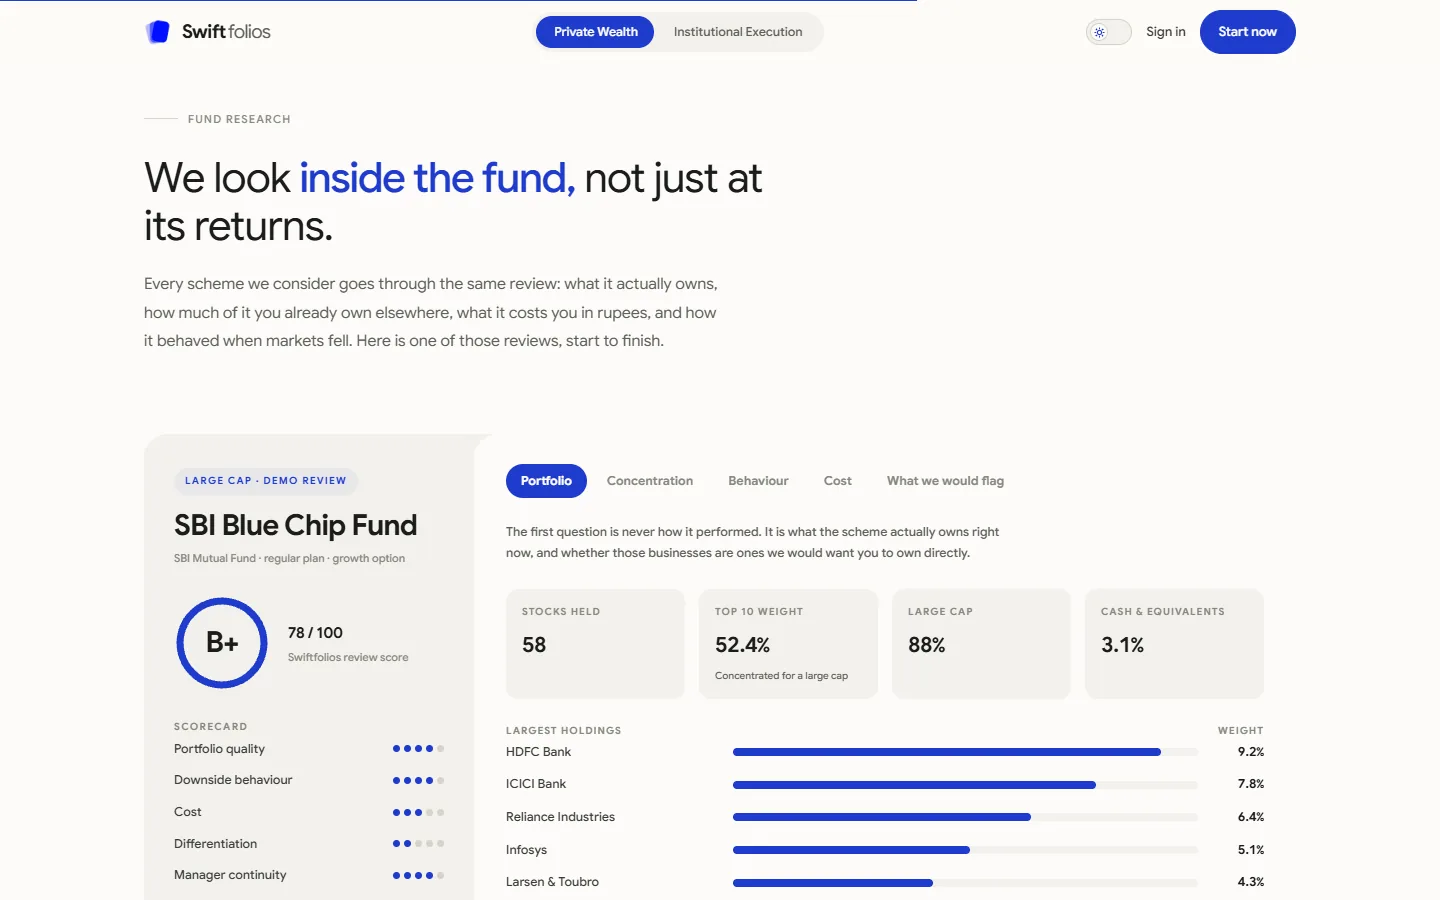 Swiftfolios
Private Wealth
Institutional Execution
Sign in
Start now
FUND RESEARCH
We look inside the fund, not just at
its returns.
Every scheme we consider goes through the same review: what it actually owns,
how much of it you already own elsewhere, what it costs you in rupees, and how
it behaved when markets fell. Here is one of those reviews, start to finish.
LARGE CAP · DEMO REVIEW
SBI Blue Chip Fund
SBI Mutual Fund · regular plan · growth option
B+
78 / 100
Swiftfolios review score
SCORECARD
Portfolio quality
Downside behaviour
Cost
Differentiation
Manager continuity
Portfolio
Concentration
Behaviour
Cost
What we would flag
The first question is never how it performed. It is what the scheme actually owns right
now, and whether those businesses are ones we would want you to own directly.
STOCKS HELD
58
TOP 10 WEIGHT
52.4%
Concentrated for a large cap
LARGE CAP
88%
CASH & EQUIVALENTS
3.1%
LARGEST HOLDINGS WEIGHT
HDFC Bank 9.2%
ICICI Bank 7.8%
Reliance Industries 6.4%
Infosys 5.1%
Larsen & Toubro 4.3%